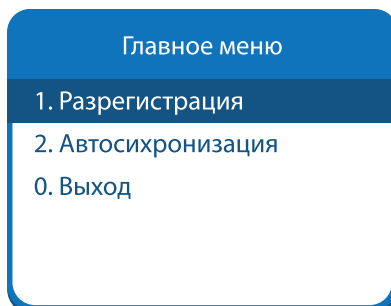 Главное меню
1. Разрегистрация
2. Автосихронизация
0. Выход